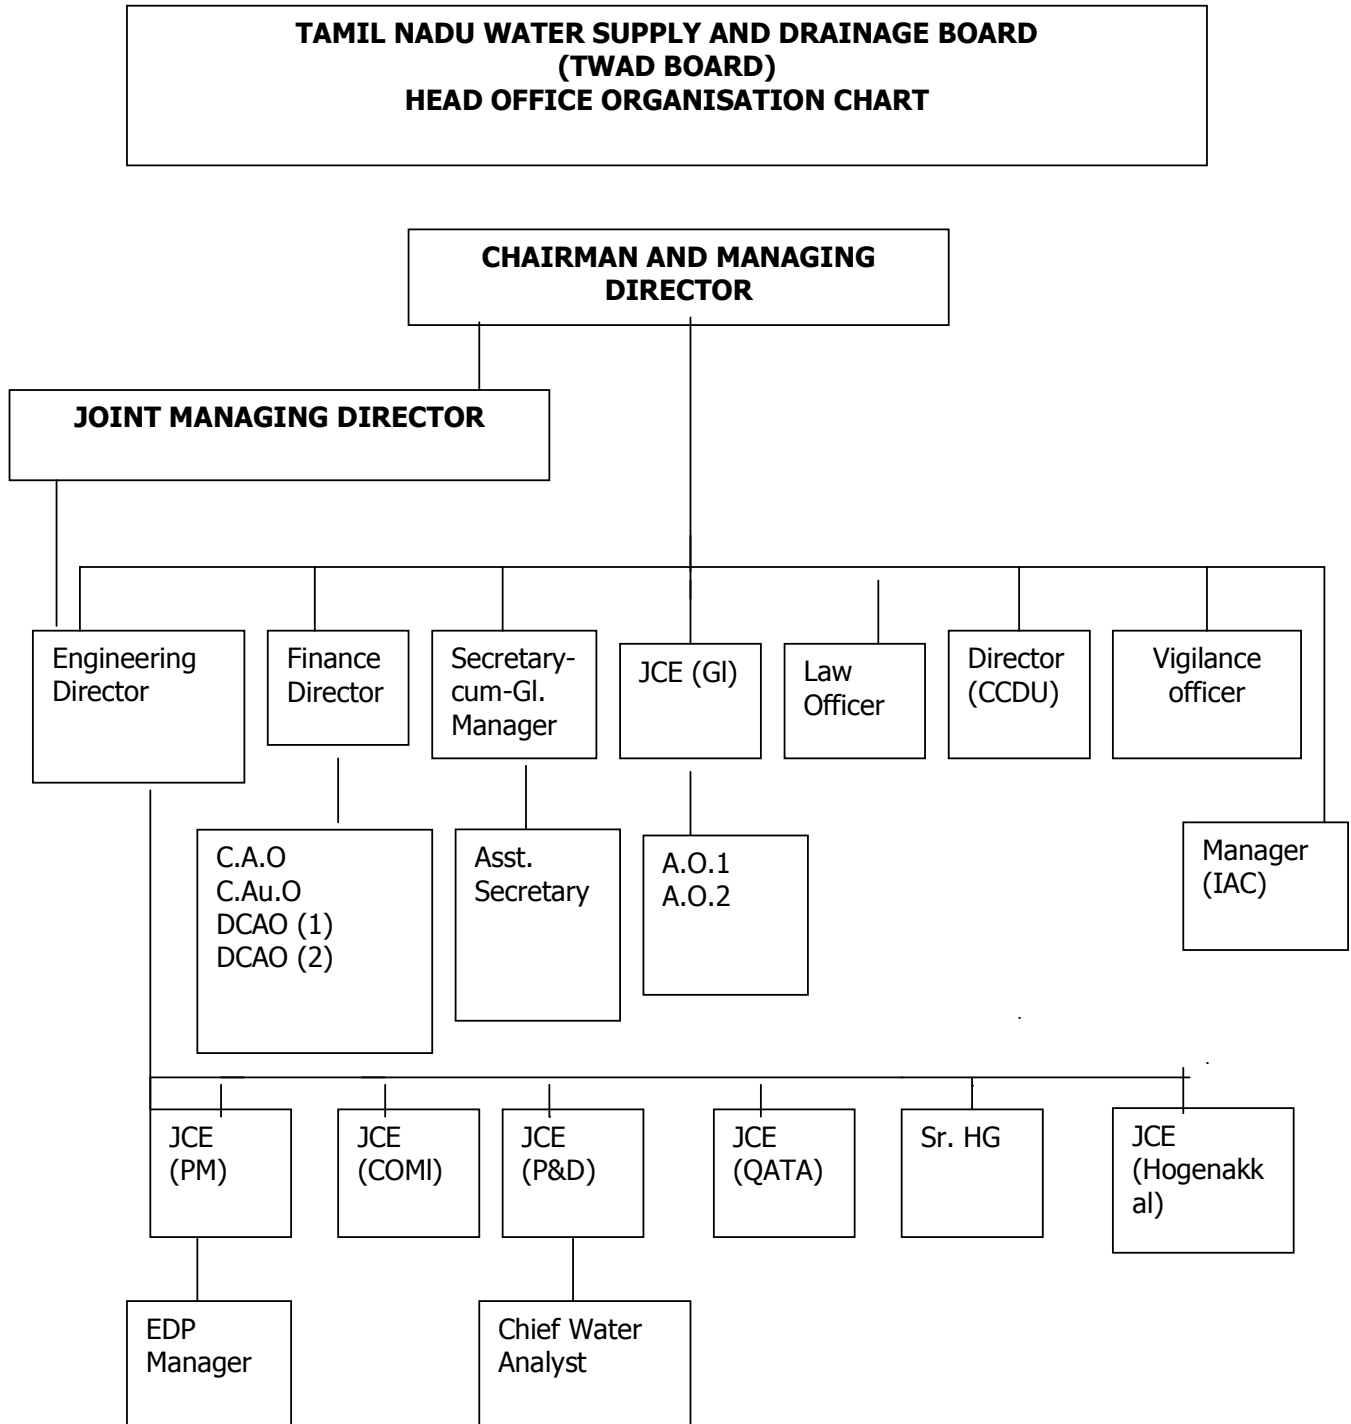 TAMIL NADU WATER SUPPLY AND DRAINAGE BOARD
(TWAD BOARD)
HEAD OFFICE ORGANISATION CHART
CHAIRMAN AND MANAGING
DIRECTOR
JOINT MANAGING DIRECTOR
Engineering
Director
Finance
Director
Secretary-
cum-Gl.
Manager
JCE (Gl)
Law
Officer
Director
(CCDU)
Vigilance
officer
C.A.O
C.Au.O
DCAO (1)
DCAO (2)
Asst.
Secretary
A.O.1
A.O.2
Manager
(IAC)
JCE
(PM)
JCE
(COMl)
JCE
(P&D)
JCE
(QATA)
Sr. HG
JCE
(Hogenakk
al)
EDP
Manager
Chief Water
Analyst